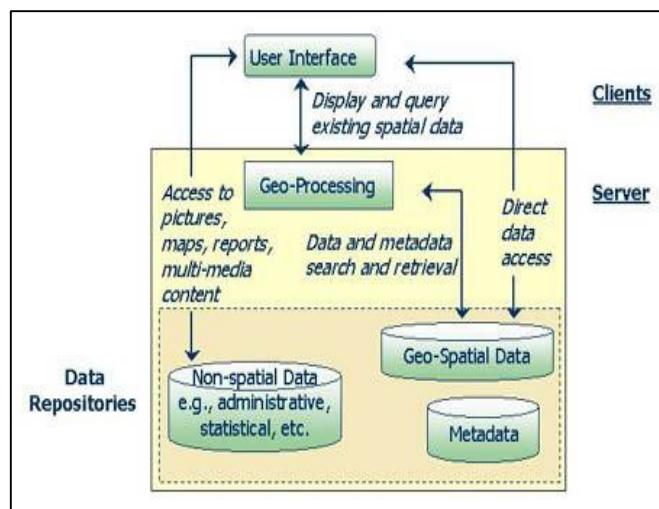 User Interface
Clients
Display and query
existing spatial data
Server
Geo-Processing
Access to
pictures,
maps, reports,
multi-media
content
Data and metadata
search and retrieval
Direct
data
access
Data
Repositories
Non-spatial Data
e.g., administrative,
statistical, etc.
Geo-Spatial Data
Metadata